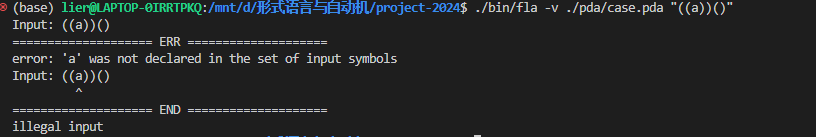 (base) lier@LAPTOP-0IRRTPKQ:/mnt/d/形式语言与自动机/project-2024$ ./bin/fla -v ./pda/case.pda "((a))()"
Input: ((a))()
==================== ERR ====================
error: 'a' was not declared in the set of input symbols
Input: ((a))()
         ^
==================== END ====================
illegal input